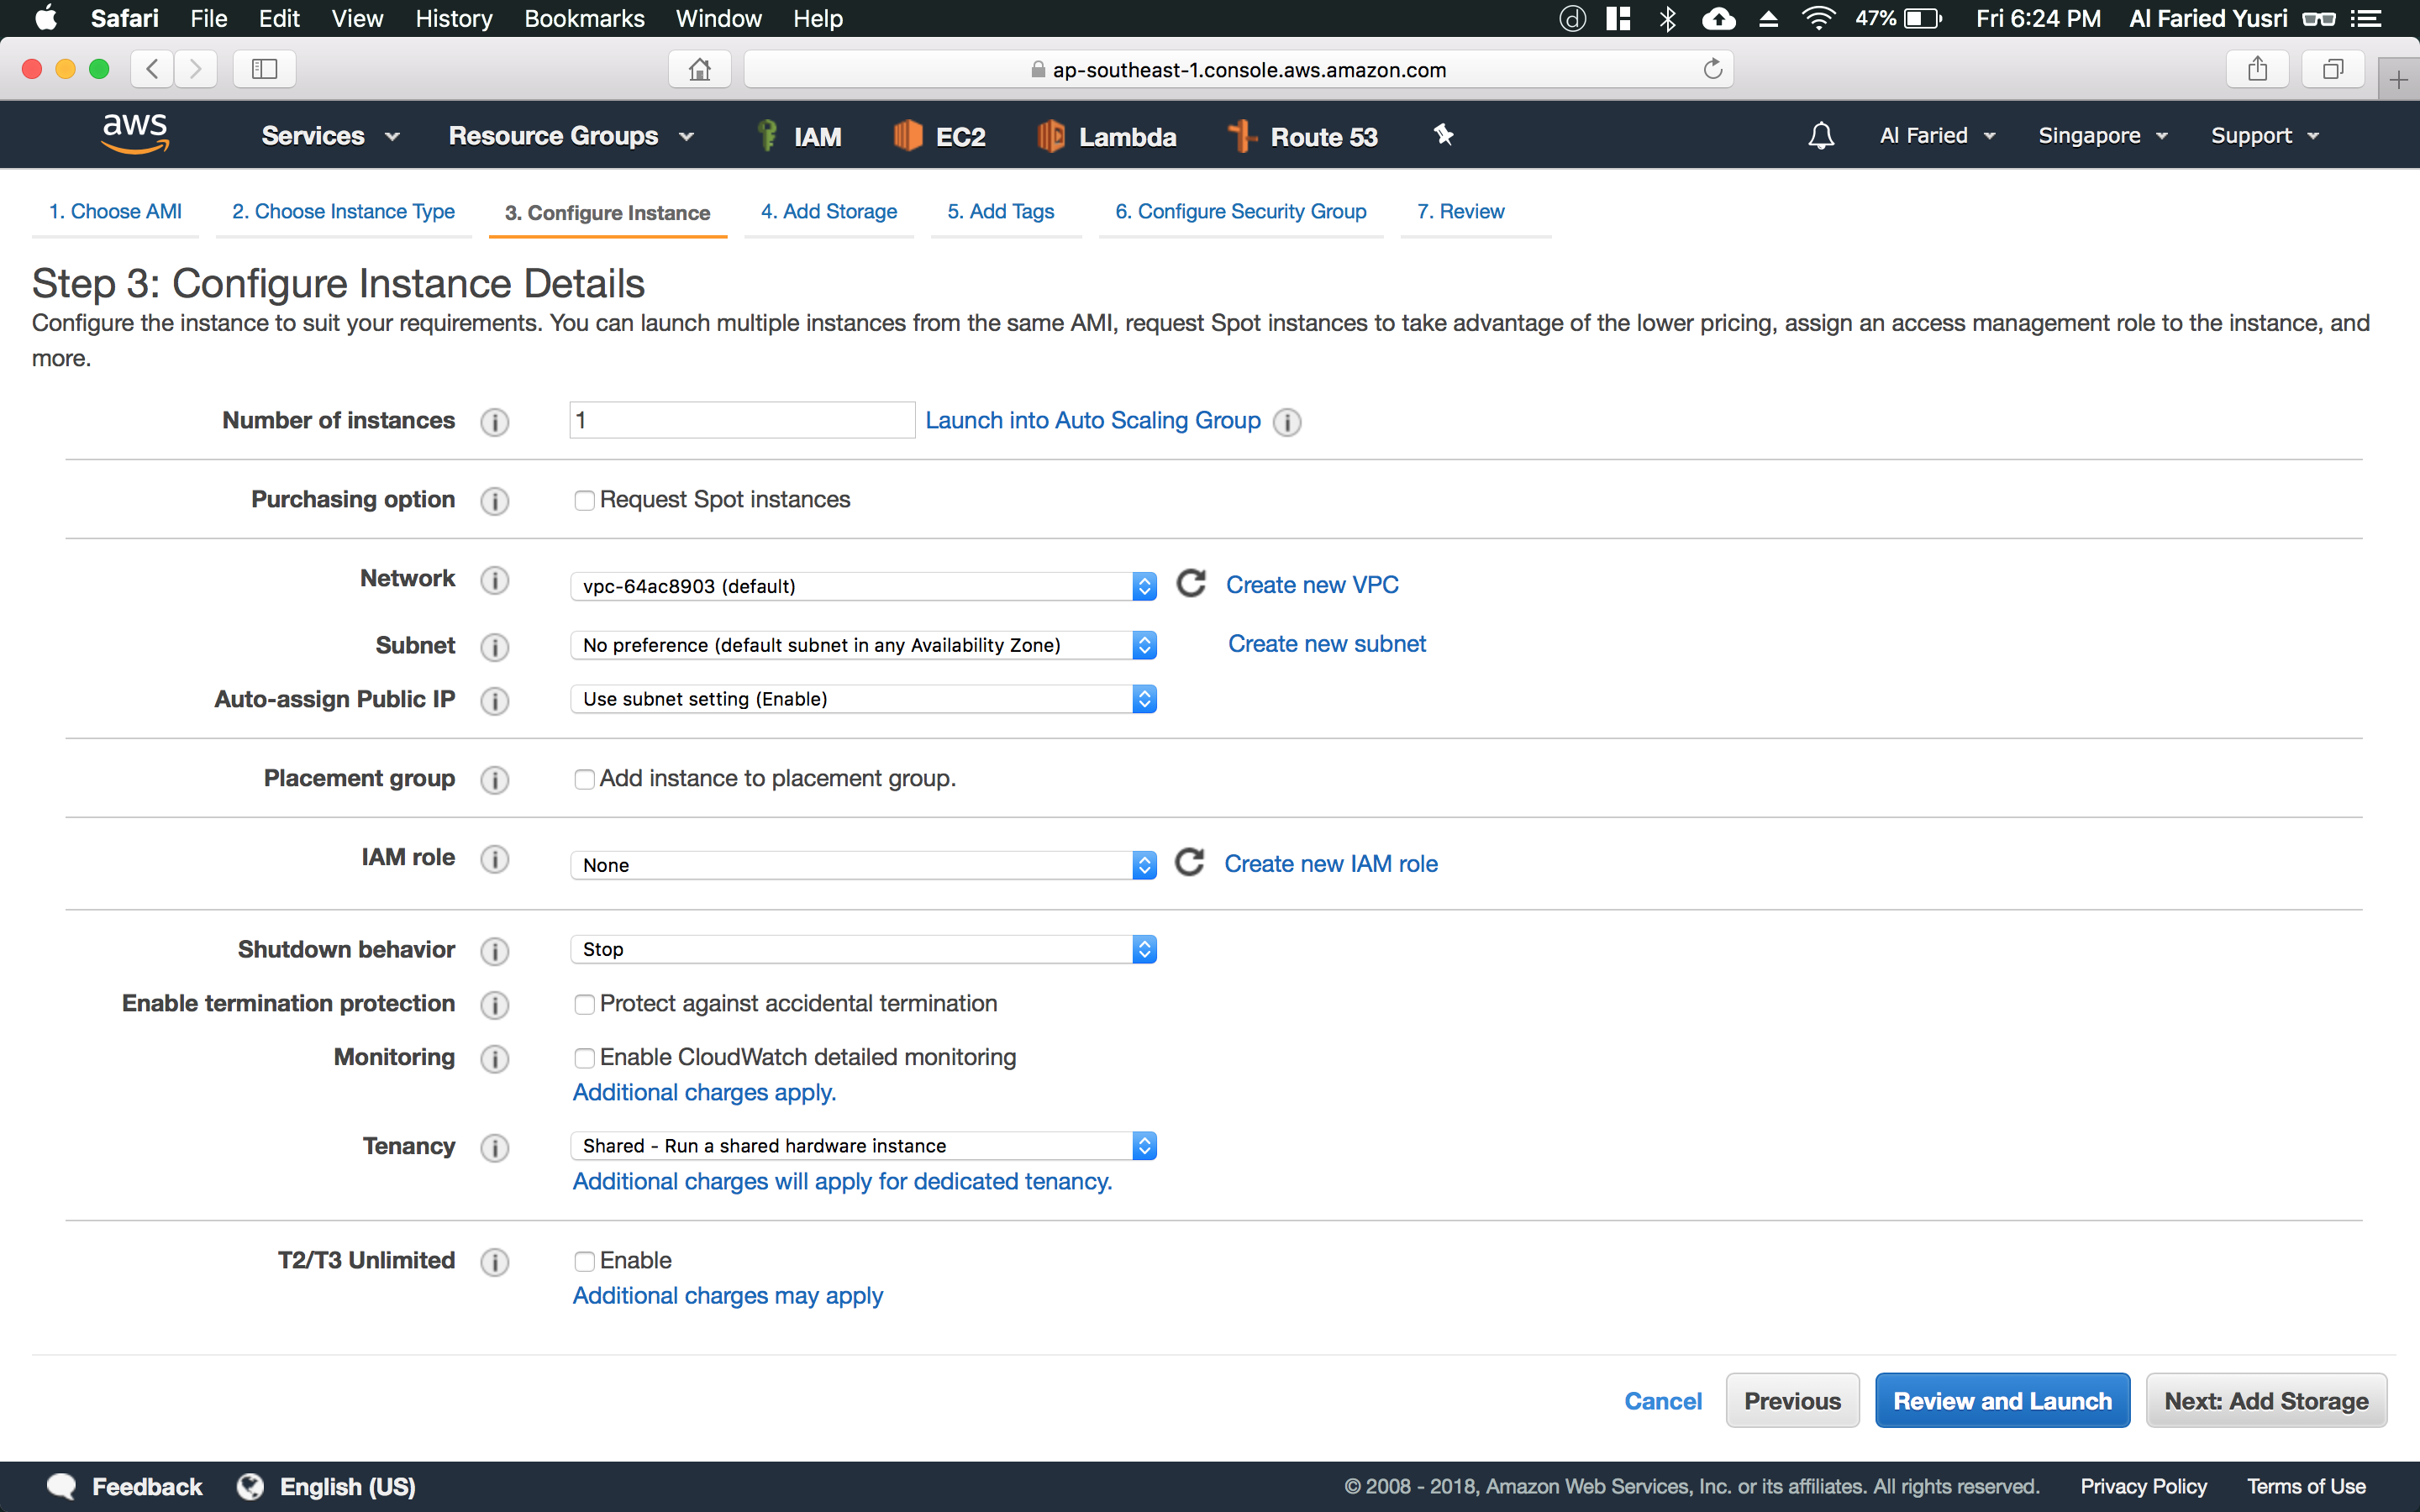 Safari File Edit View History Bookmarks Window Help 47% Fri 6:24 PM Al Faried Yusri
ap-southeast-1.console.aws.amazon.com
aws Services Resource Groups IAM EC2 Lambda Route 53 Al Faried Singapore Support
1. Choose AMI 2. Choose Instance Type 3. Configure Instance 4. Add Storage 5. Add Tags 6. Configure Security Group 7. Review
Step 3: Configure Instance Details
Configure the instance to suit your requirements. You can launch multiple instances from the same AMI, request Spot instances to take advantage of the lower pricing, assign an access management role to the instance, and
more.
Number of instances i 1 Launch into Auto Scaling Group i
Purchasing option i Request Spot instances
Network i vpc-64ac8903 (default) Create new VPC
Subnet i No preference (default subnet in any Availability Zone) Create new subnet
Auto-assign Public IP i Use subnet setting (Enable)
Placement group i Add instance to placement group.
IAM role i None Create new IAM role
Shutdown behavior i Stop
Enable termination protection i Protect against accidental termination
Monitoring i Enable CloudWatch detailed monitoring
Additional charges apply.
Tenancy i Shared - Run a shared hardware instance
Additional charges will apply for dedicated tenancy.
T2/T3 Unlimited i Enable
Additional charges may apply
Cancel Previous Review and Launch Next: Add Storage
Feedback English (US) © 2008 - 2018, Amazon Web Services, Inc. or its affiliates. All rights reserved. Privacy Policy Terms of Use